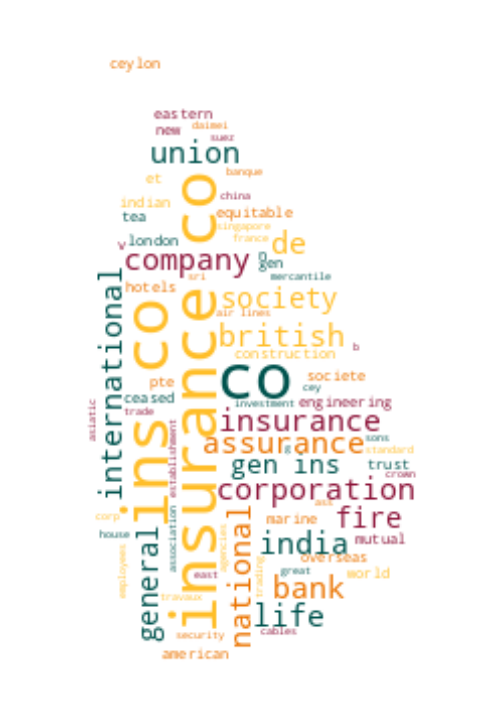 ceylon
eastern
new
daimei
suez
union
banque
et
co
china
indian
tea
equitable
singapore
france
v
london
de
company
gen
mercantile
sri
hotels
international
society
air lines
british
construction
b
insurance co
ins co
co
pte
societe
cey
ceased
investment
engineering
trade
asiatic
insurance
establishment
assurance
sons
standard
gen ins
trust
crown
corporation
ass
corp
marine
fire
house
association
general
national
agencies
india
mutual
overseas
employees
east
trading
great
world
bank
travaux
life
security
cables
american